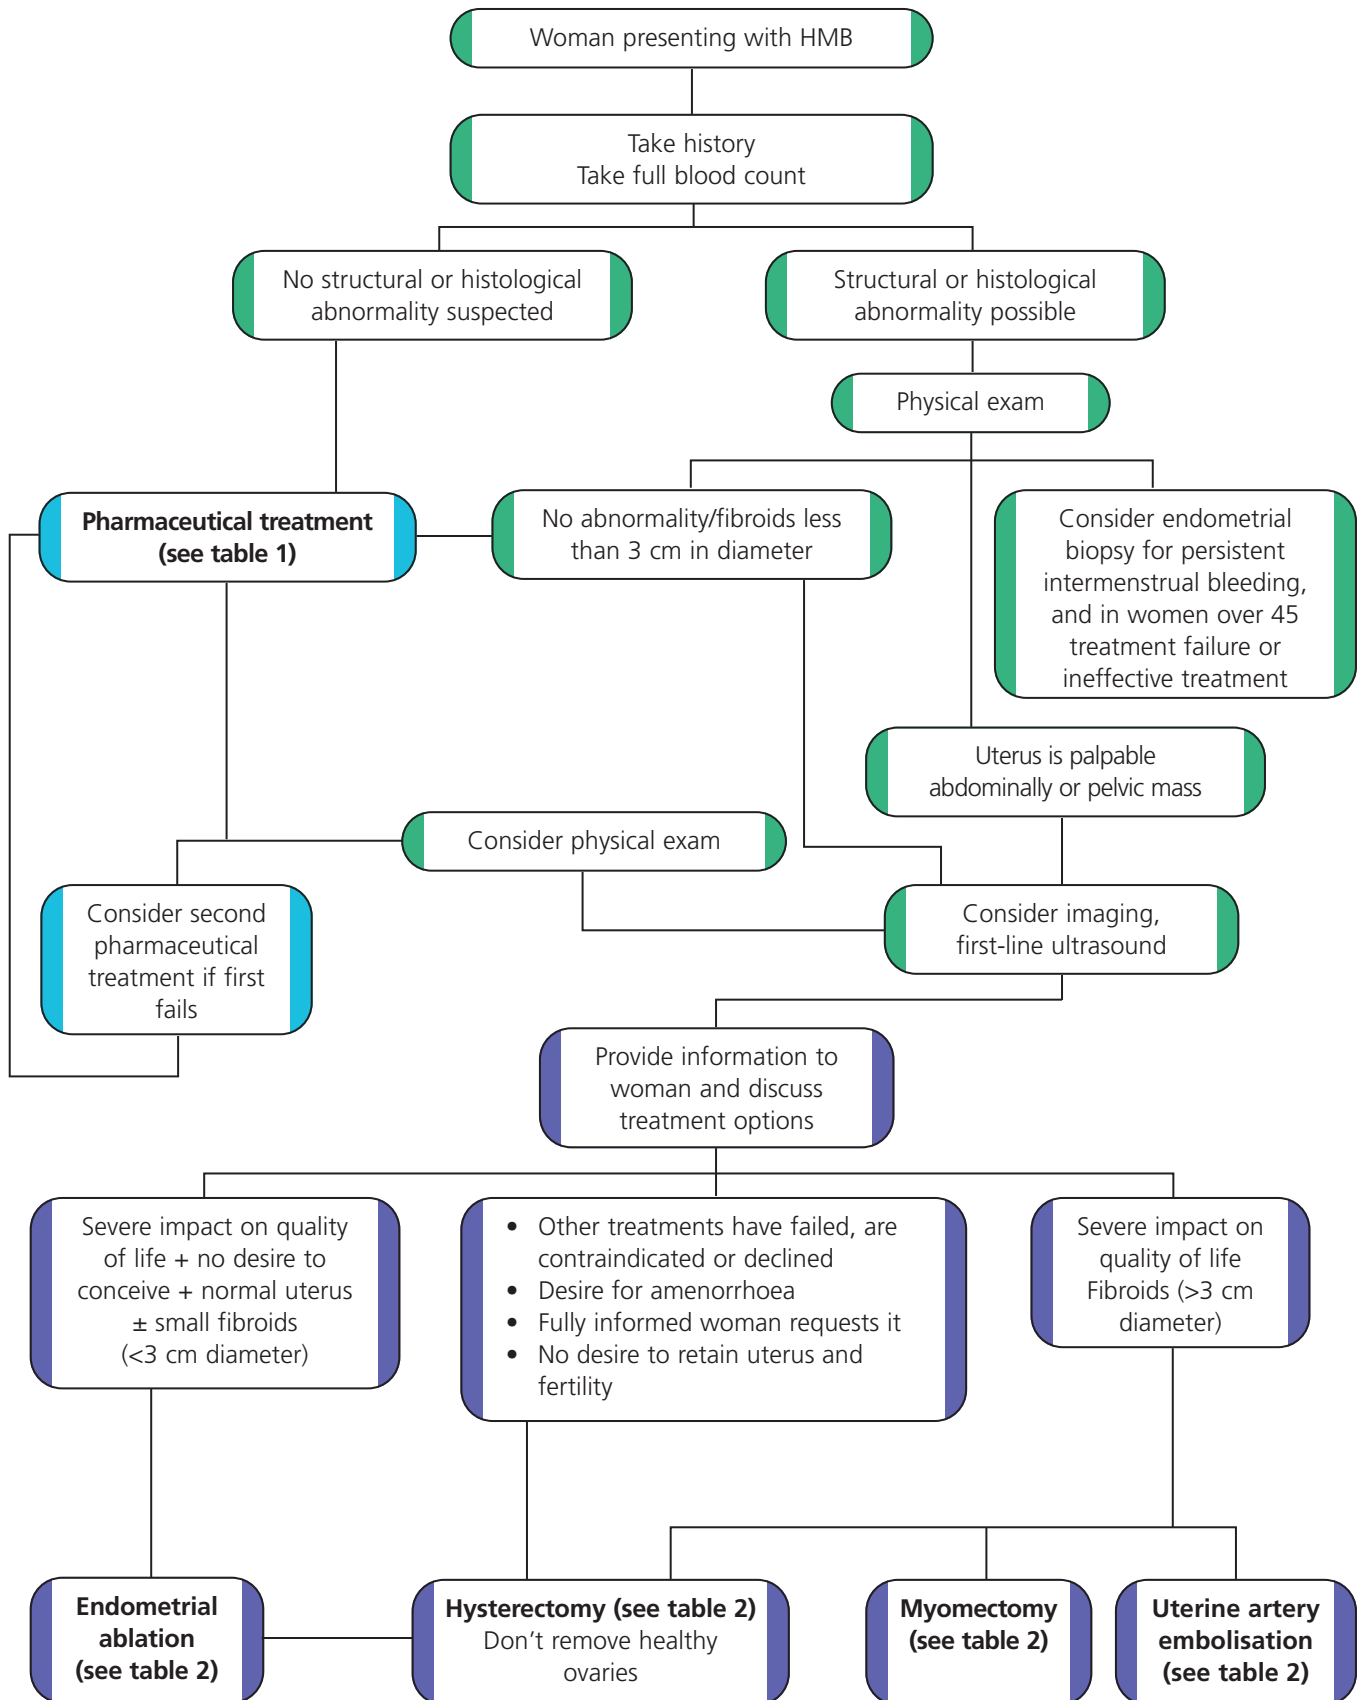 Woman presenting with HMB
Take history
Take full blood count
No structural or histological
abnormality suspected
Structural or histological
abnormality possible
Physical exam
Pharmaceutical treatment
(see table 1)
No abnormality/fibroids less
than 3 cm in diameter
Consider endometrial
biopsy for persistent
intermenstrual bleeding,
and in women over 45
treatment failure or
ineffective treatment
Uterus is palpable
abdominally or pelvic mass
Consider physical exam
Consider second
pharmaceutical
treatment if first
fails
Consider imaging,
first-line ultrasound
Provide information to
woman and discuss
treatment options
Severe impact on quality
of life + no desire to
conceive + normal uterus
± small fibroids
(<3 cm diameter)
• Other treatments have failed, are
contraindicated or declined
• Desire for amenorrhoea
• Fully informed woman requests it
• No desire to retain uterus and
fertility
Severe impact on
quality of life
Fibroids (>3 cm
diameter)
Endometrial
ablation
(see table 2)
Hysterectomy (see table 2)
Don't remove healthy
ovaries
Myomectomy
(see table 2)
Uterine artery
embolisation
(see table 2)